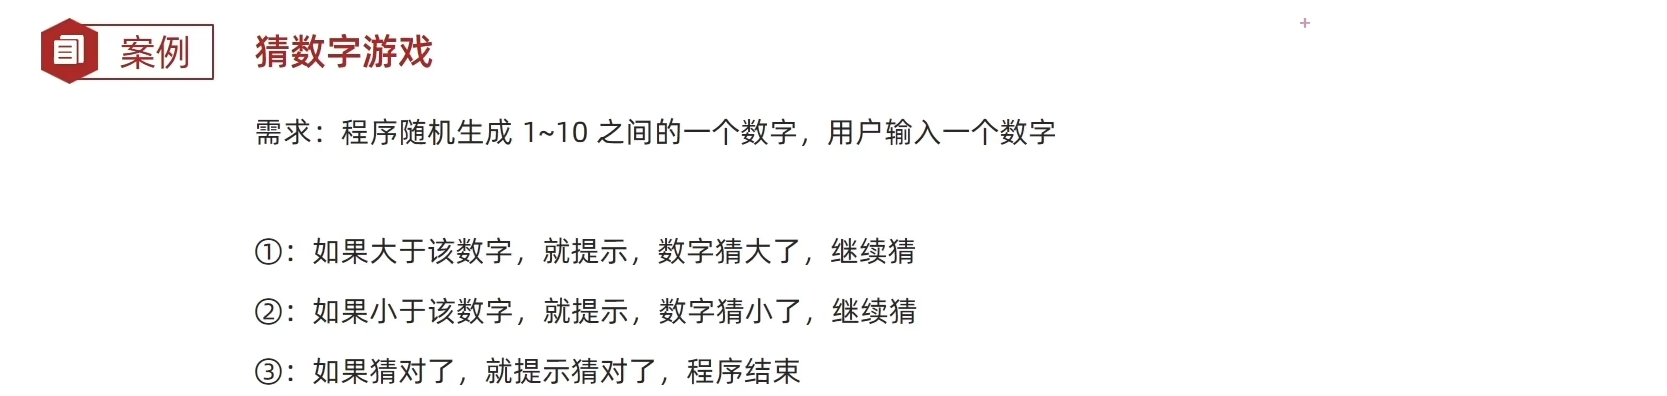 案例 猜数字游戏
需求：程序随机生成 1~10 之间的一个数字，用户输入一个数字
①：如果大于该数字，就提示，数字猜大了，继续猜
②：如果小于该数字，就提示，数字猜小了，继续猜
③：如果猜对了，就提示猜对了，程序结束